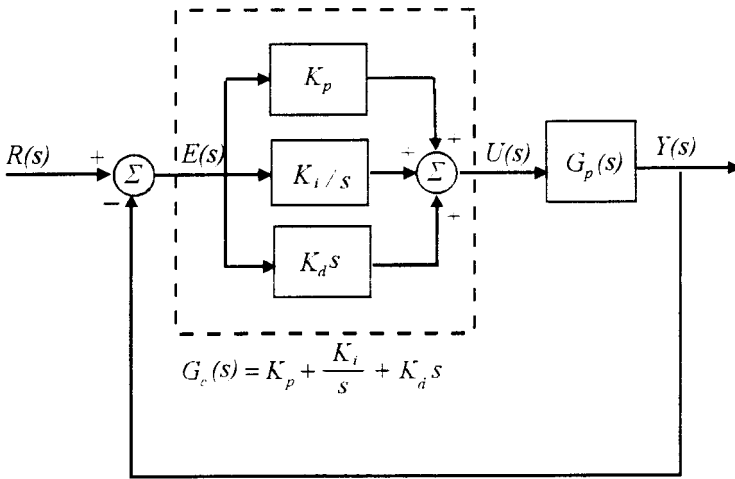 K_p
R(s)
+
Σ
−
E(s)
K_i / s
+
+
Σ
+
U(s)
G_p(s)
Y(s)
K_d s
G_c(s) = K_p + K_i/s + K_d s